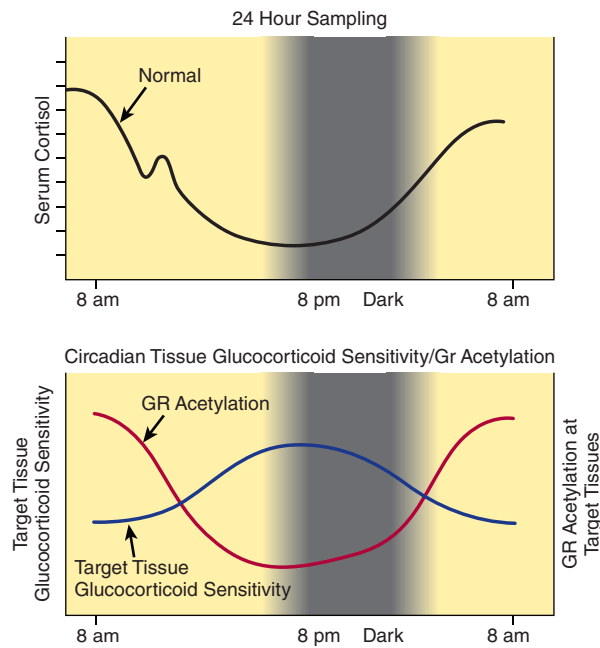 24 Hour Sampling
Serum Cortisol
Normal
8 am 8 pm Dark 8 am
Circadian Tissue Glucocorticoid Sensitivity/Gr Acetylation
Target Tissue
Glucocorticoid Sensitivity
GR Acetylation
Target Tissue
Glucocorticoid Sensitivity
GR Acetylation at
Target Tissues
8 am 8 pm Dark 8 am